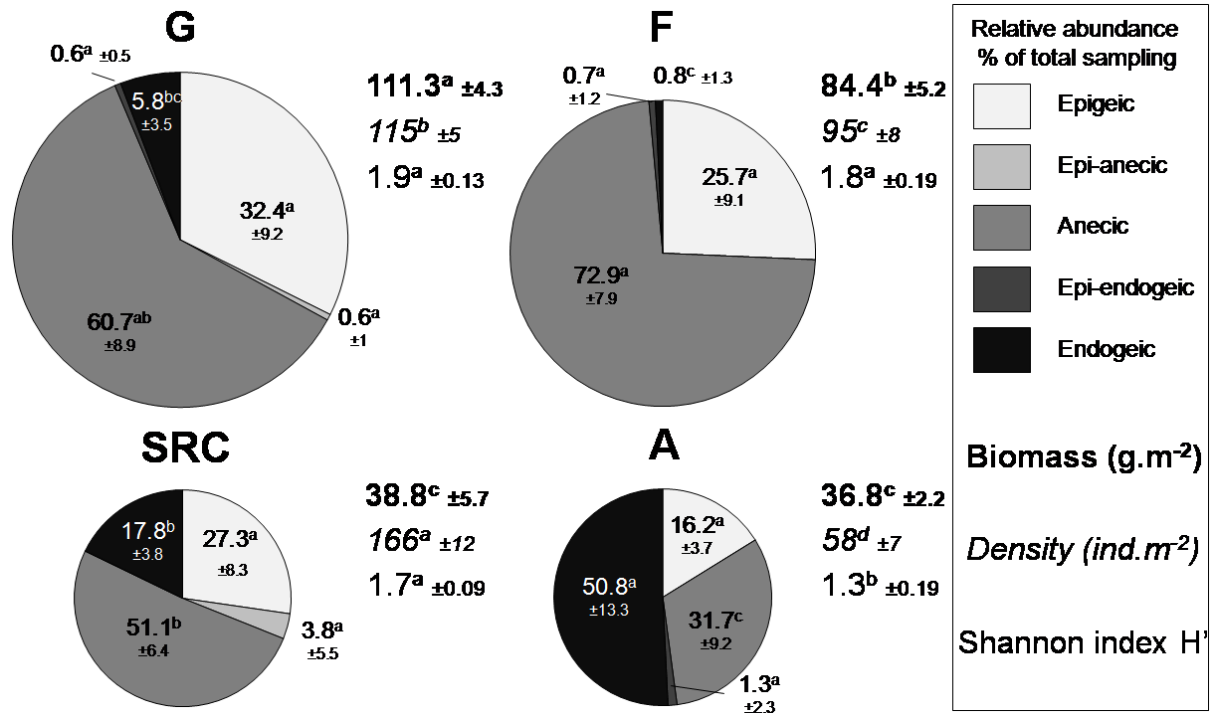 G
0.6ᵃ ±0.5
5.8ᵇᶜ
±3.5
32.4ᵃ
±9.2
60.7ᵃᵇ
±8.9
0.6ᵃ
±1
111.3ᵃ ±4.3
115ᵇ ±5
1.9ᵃ ±0.13
F
0.7ᵃ
±1.2
0.8ᶜ ±1.3
25.7ᵃ
±9.1
72.9ᵃ
±7.9
84.4ᵇ ±5.2
95ᶜ ±8
1.8ᵃ ±0.19
SRC
17.8ᵇ
±3.8
27.3ᵃ
±8.3
51.1ᵇ
±6.4
3.8ᵃ
±5.5
38.8ᶜ ±5.7
166ᵃ ±12
1.7ᵃ ±0.09
A
16.2ᵃ
±3.7
50.8ᵃ
±13.3
31.7ᶜ
±9.2
1.3ᵃ
±2.3
36.8ᶜ ±2.2
58ᵈ ±7
1.3ᵇ ±0.19
Relative abundance
% of total sampling
Epigeic
Epi-anecic
Anecic
Epi-endogeic
Endogeic
Biomass (g.m⁻²)
Density (ind.m⁻²)
Shannon index H'